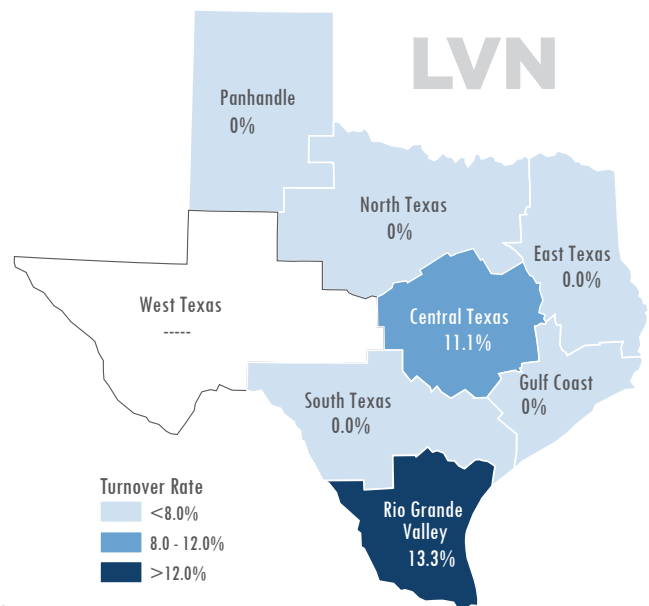 LVN
Panhandle
0%
North Texas
0%
East Texas
0.0%
West Texas
-----
Central Texas
11.1%
Gulf Coast
0%
South Texas
0.0%
Rio Grande
Valley
13.3%
Turnover Rate
<8.0%
8.0 - 12.0%
>12.0%